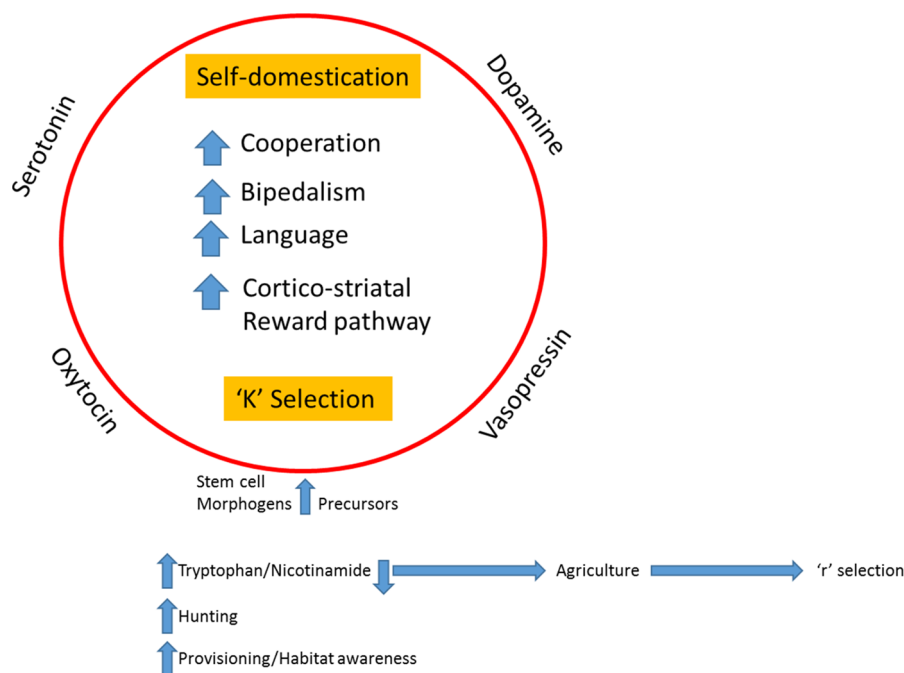 Self-domestication
Serotonin
Dopamine
Cooperation
Bipedalism
Language
Cortico-striatal
Reward pathway
Oxytocin
Vasopressin
‘K’ Selection
Stem cell
Morphogens
Precursors
Tryptophan/Nicotinamide
Agriculture
‘r’ selection
Hunting
Provisioning/Habitat awareness